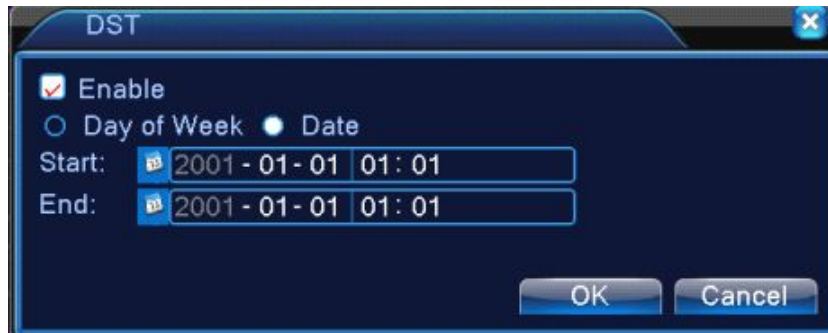 DST
Enable
Day of Week Date
Start: 2001-01-01 01:01
End: 2001-01-01 01:01
OK Cancel